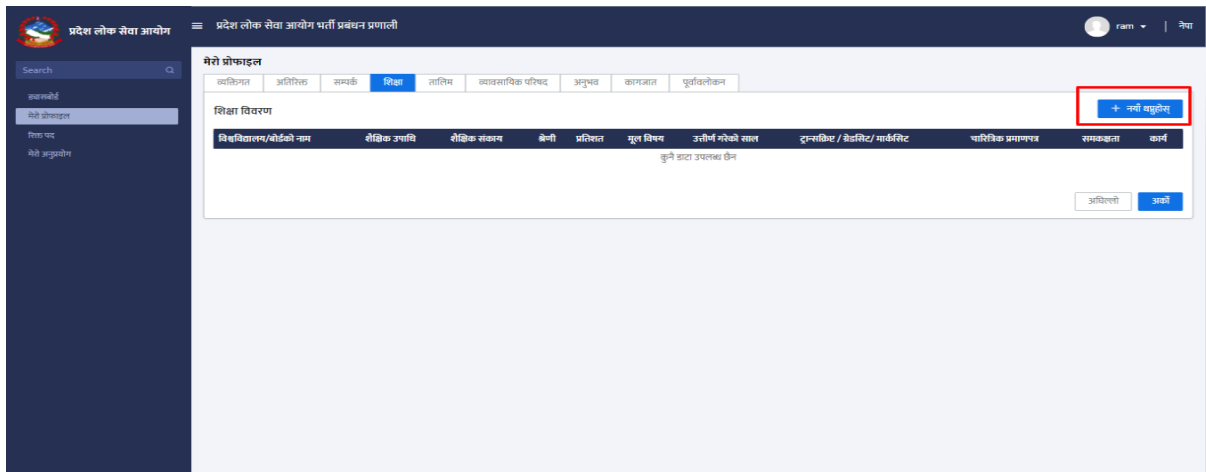 प्रदेश लोक सेवा आयोग
≡ प्रदेश लोक सेवा आयोग भर्ती प्रबंधन प्रणाली
ram | नेपा
Search
ड्यासबोर्ड
मेरो प्रोफाइल
रिक्त पद
मेरो अनुप्रयोग
मेरो प्रोफाइल
व्यक्तिगत अतिरिक्त सम्पर्क शिक्षा तालिम व्यावसायिक परिषद अनुभव कागजात पूर्वावलोकन
शिक्षा विवरण
+ नयाँ थप्नुहोस्
विश्वविद्यालय/बोर्डको नाम शैक्षिक उपाधि शैक्षिक संकाय श्रेणी प्रतिशत मूल विषय उत्तीर्ण गरेको साल ट्रान्सक्रिप्ट / ग्रेडसिट/ मार्कसिट चारित्रिक प्रमाणपत्र समकक्षता कार्य
कुनै डाटा उपलब्ध छैन
अघिल्लो अर्को